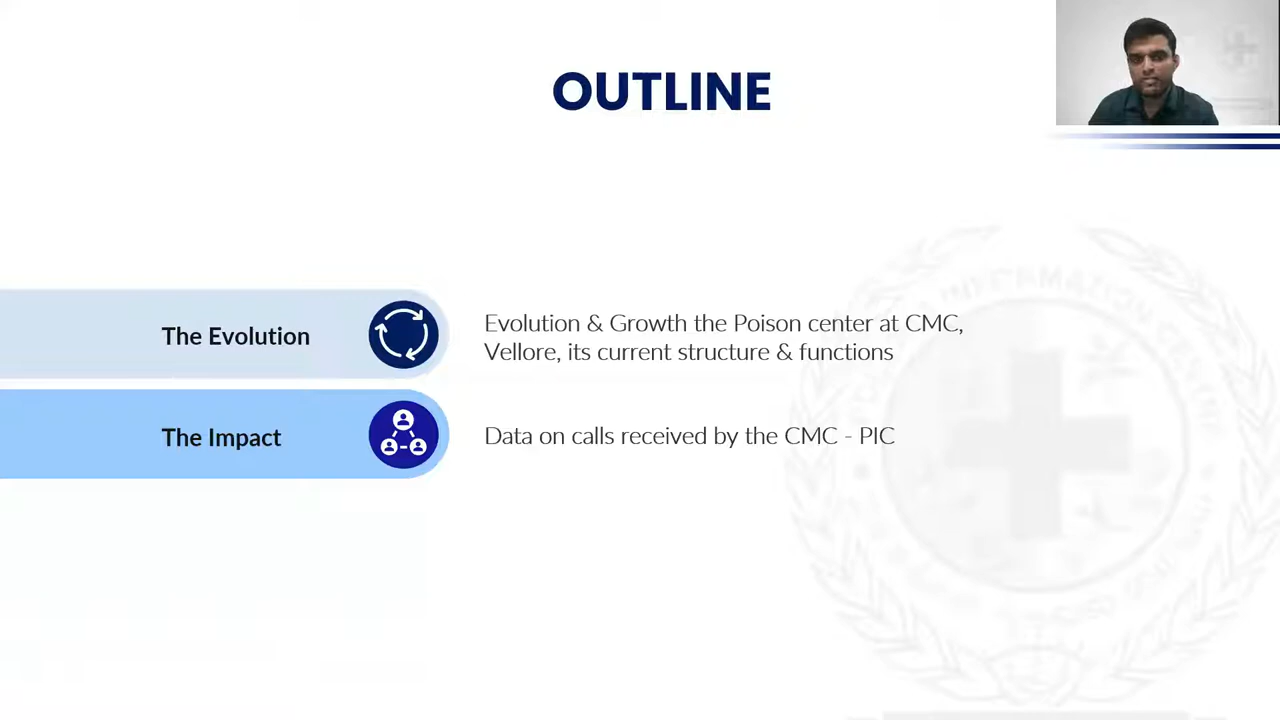 OUTLINE
The Evolution
Evolution & Growth the Poison center at CMC,
Vellore, its current structure & functions
The Impact
Data on calls received by the CMC - PIC